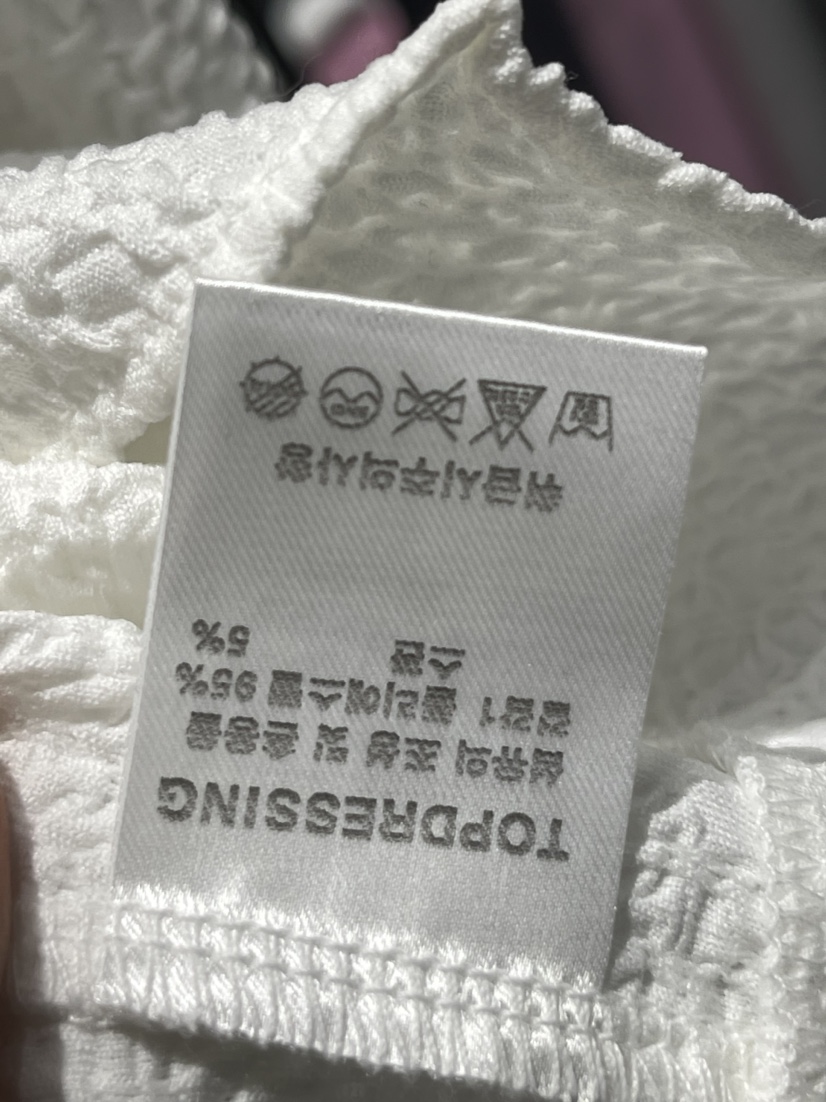 TOPDRESSING
섬유의 조성 및 혼용률
겉감1 폴리에스텔 95%
스판 5%
취급시주의사항